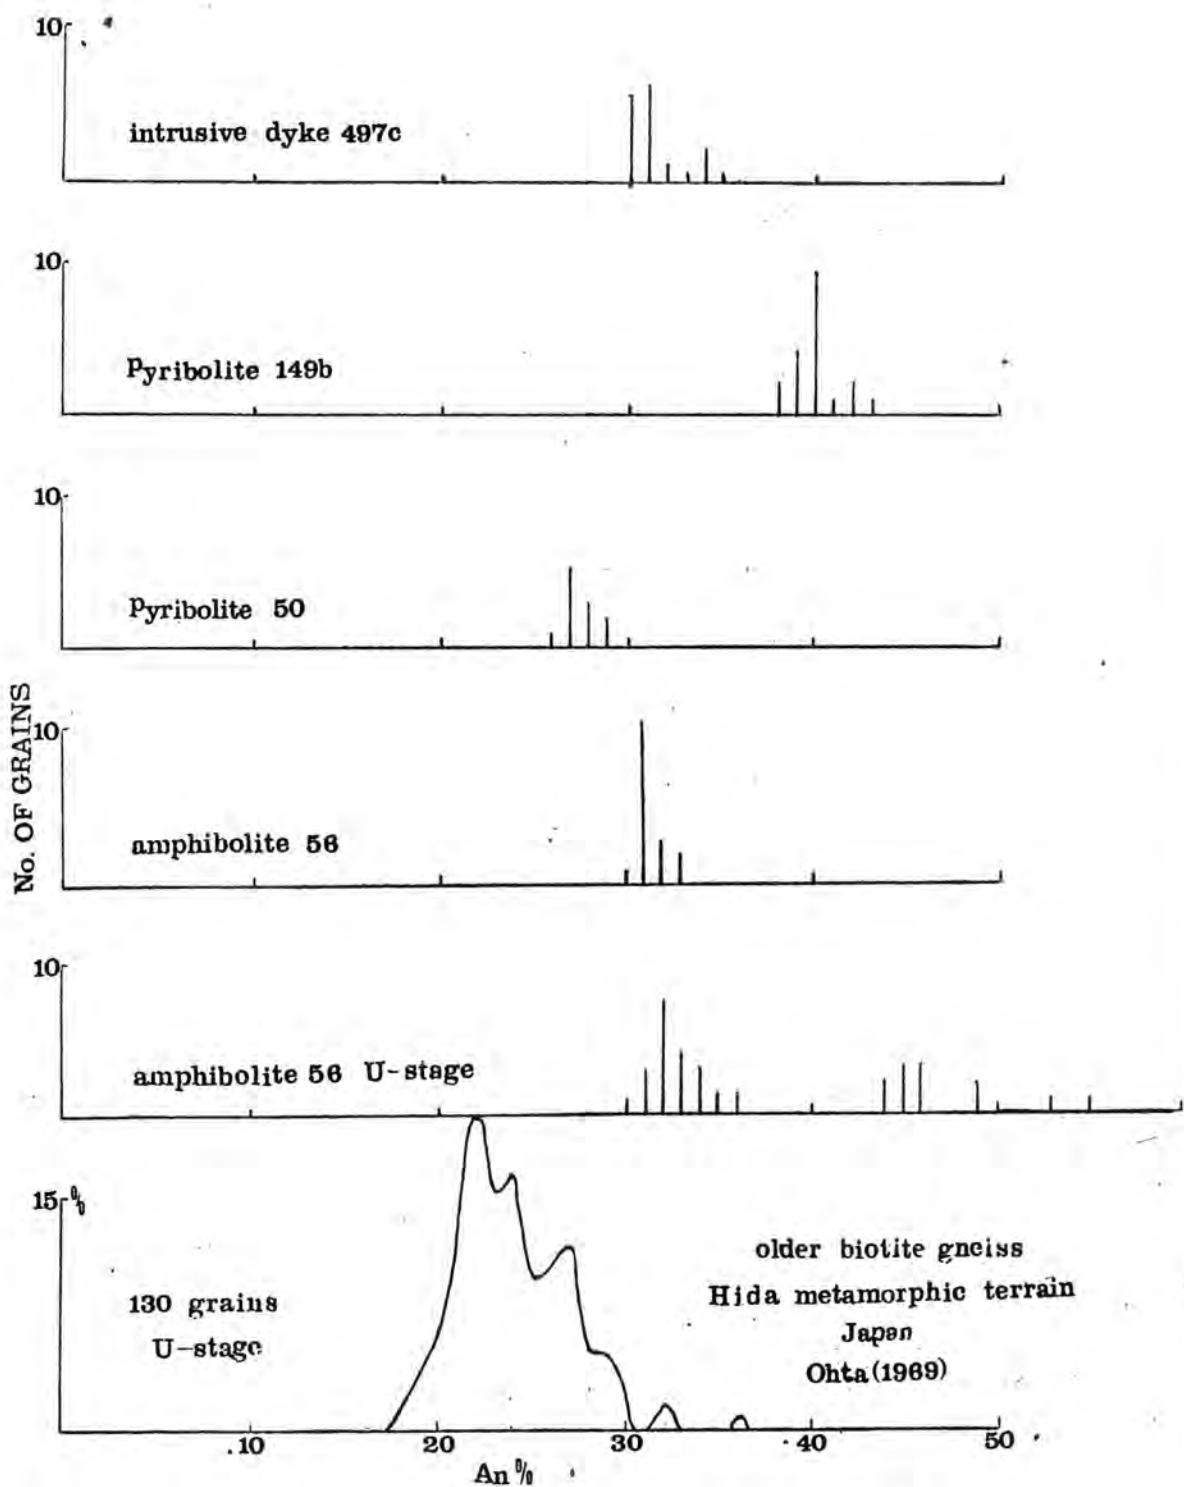 10
intrusive dyke 497c
10
Pyribolite 149b
10
Pyribolite 50
No. OF GRAINS
10
amphibolite 56
10
amphibolite 56 U-stage
15%
130 grains
U-stage
older biotite gneiss
Hida metamorphic terrain
Japan
Ohta(1969)
10 20 30 40 50
An%